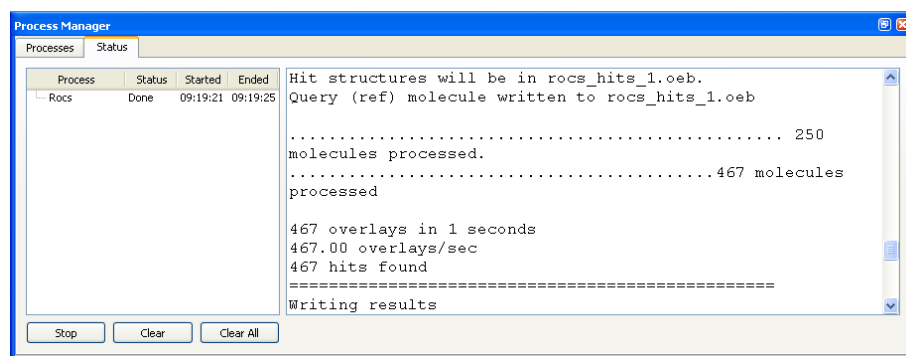 Process Manager
Processes Status
Process Status Started Ended
Rocs Done 09:19:21 09:19:25
Hit structures will be in rocs_hits_1.oeb.
Query (ref) molecule written to rocs_hits_1.oeb
.................................................. 250
molecules processed.
...........................................467 molecules
processed
467 overlays in 1 seconds
467.00 overlays/sec
467 hits found
=================================================
Writing results
Stop Clear Clear All